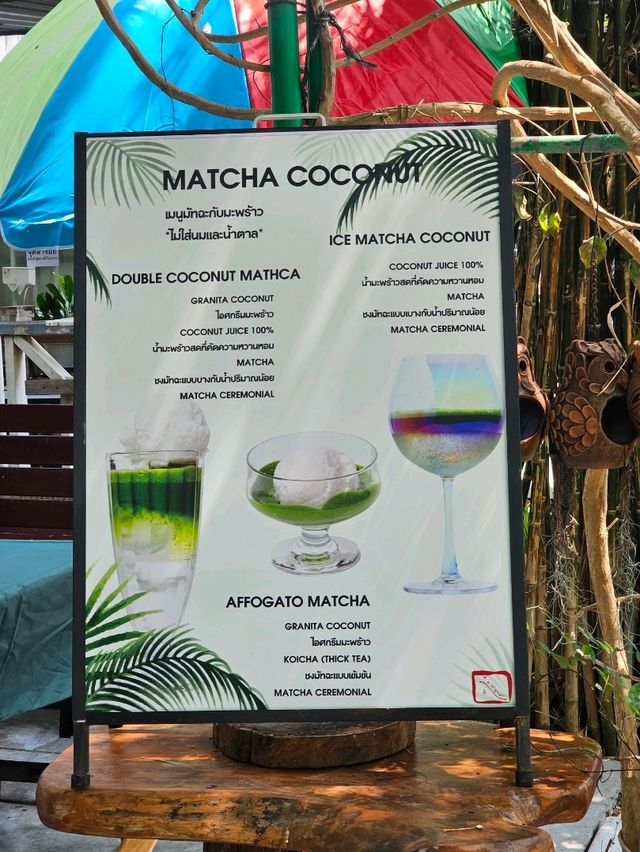 MATCHA COCONUT
เมนูมัทฉะกับมะพร้าว
*ไม่ใส่นมและน้ำตาล*
DOUBLE COCONUT MATHCA
GRANITA COCONUT
ไอศกรีมมะพร้าว
COCONUT JUICE 100%
น้ำมะพร้าวสดที่คัดความหวานหอม
MATCHA
ชงมัทฉะแบบบางกับน้ำปริมาณน้อย
MATCHA CEREMONIAL
ICE MATCHA COCONUT
COCONUT JUICE 100%
น้ำมะพร้าวสดที่คัดความหวานหอม
MATCHA
ชงมัทฉะแบบบางกับน้ำปริมาณน้อย
MATCHA CEREMONIAL
AFFOGATO MATCHA
GRANITA COCONUT
ไอศกรีมมะพร้าว
KOICHA (THICK TEA)
ชงมัทฉะแบบเข้มข้น
MATCHA CEREMONIAL